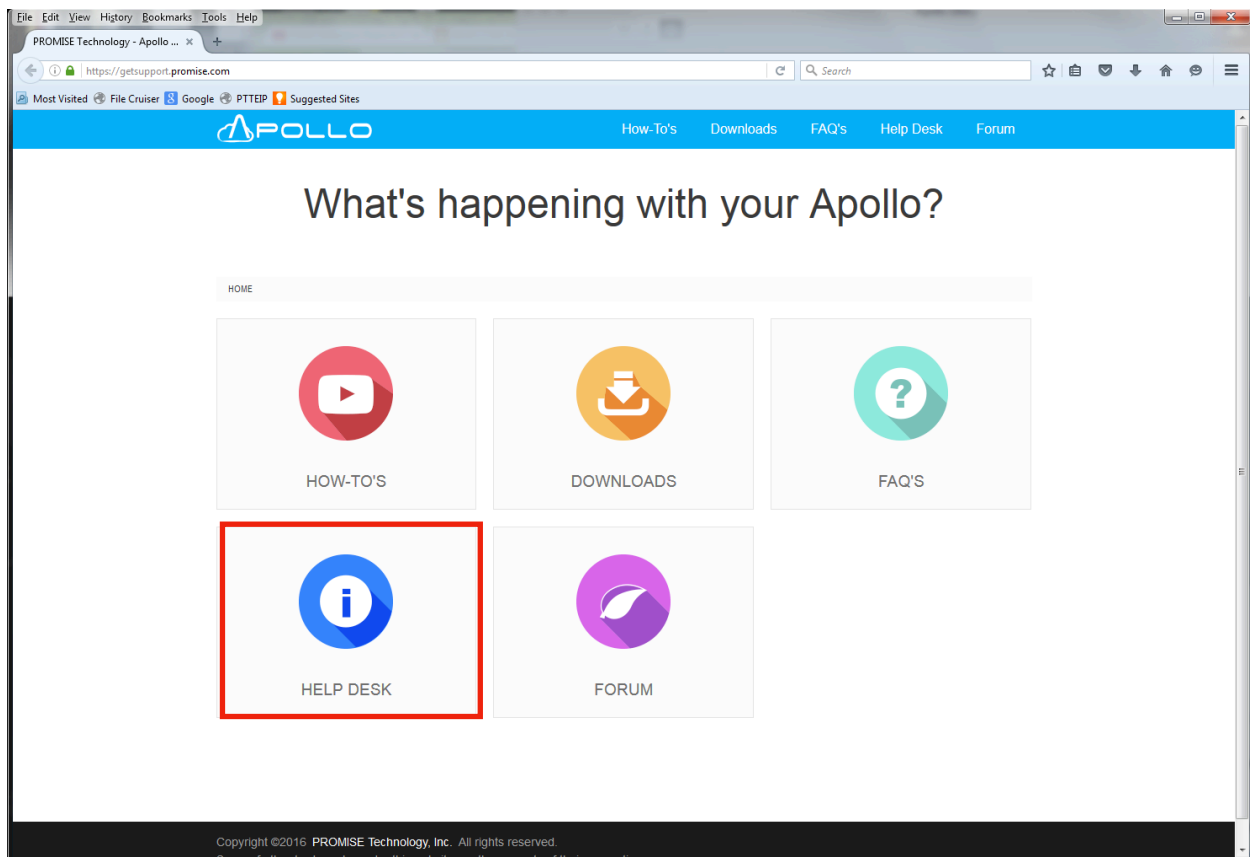 File Edit View History Bookmarks Tools Help
PROMISE Technology - Apollo ... × +
https://getsupport.promise.com Search
Most Visited File Cruiser Google PTTEIP Suggested Sites
APOLLO How-To's Downloads FAQ's Help Desk Forum
What's happening with your Apollo?
HOME
HOW-TO'S DOWNLOADS FAQ'S
HELP DESK FORUM
Copyright ©2016 PROMISE Technology, Inc. All rights reserved.